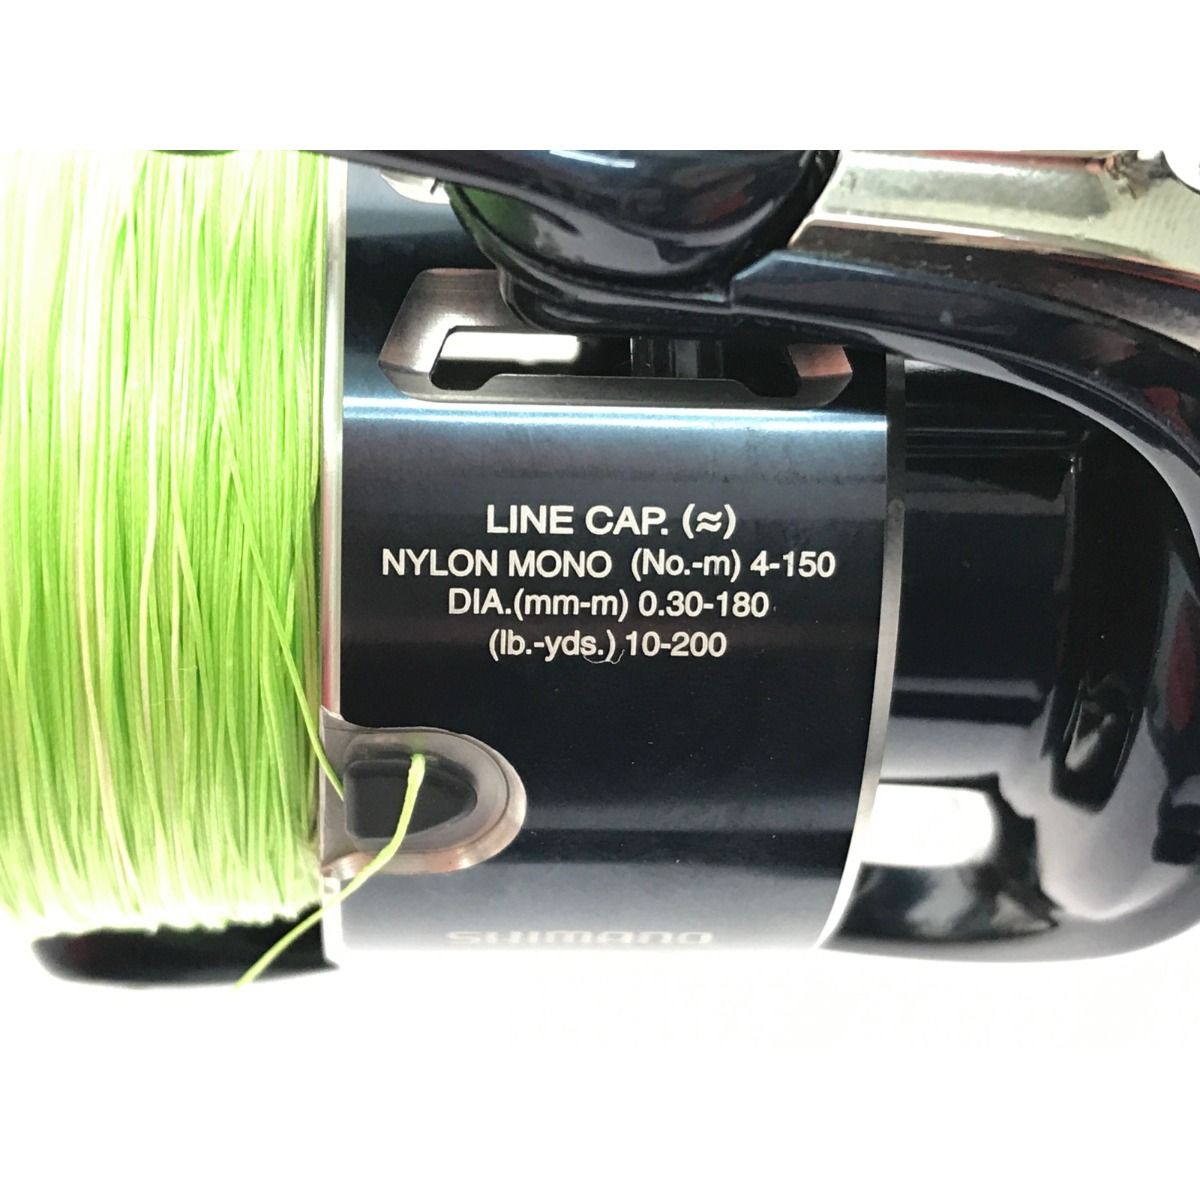 LINE CAP. (≈)
NYLON MONO (No.-m) 4-150
DIA.(mm-m) 0.30-180
(lb.-yds.) 10-200
SHIMANO